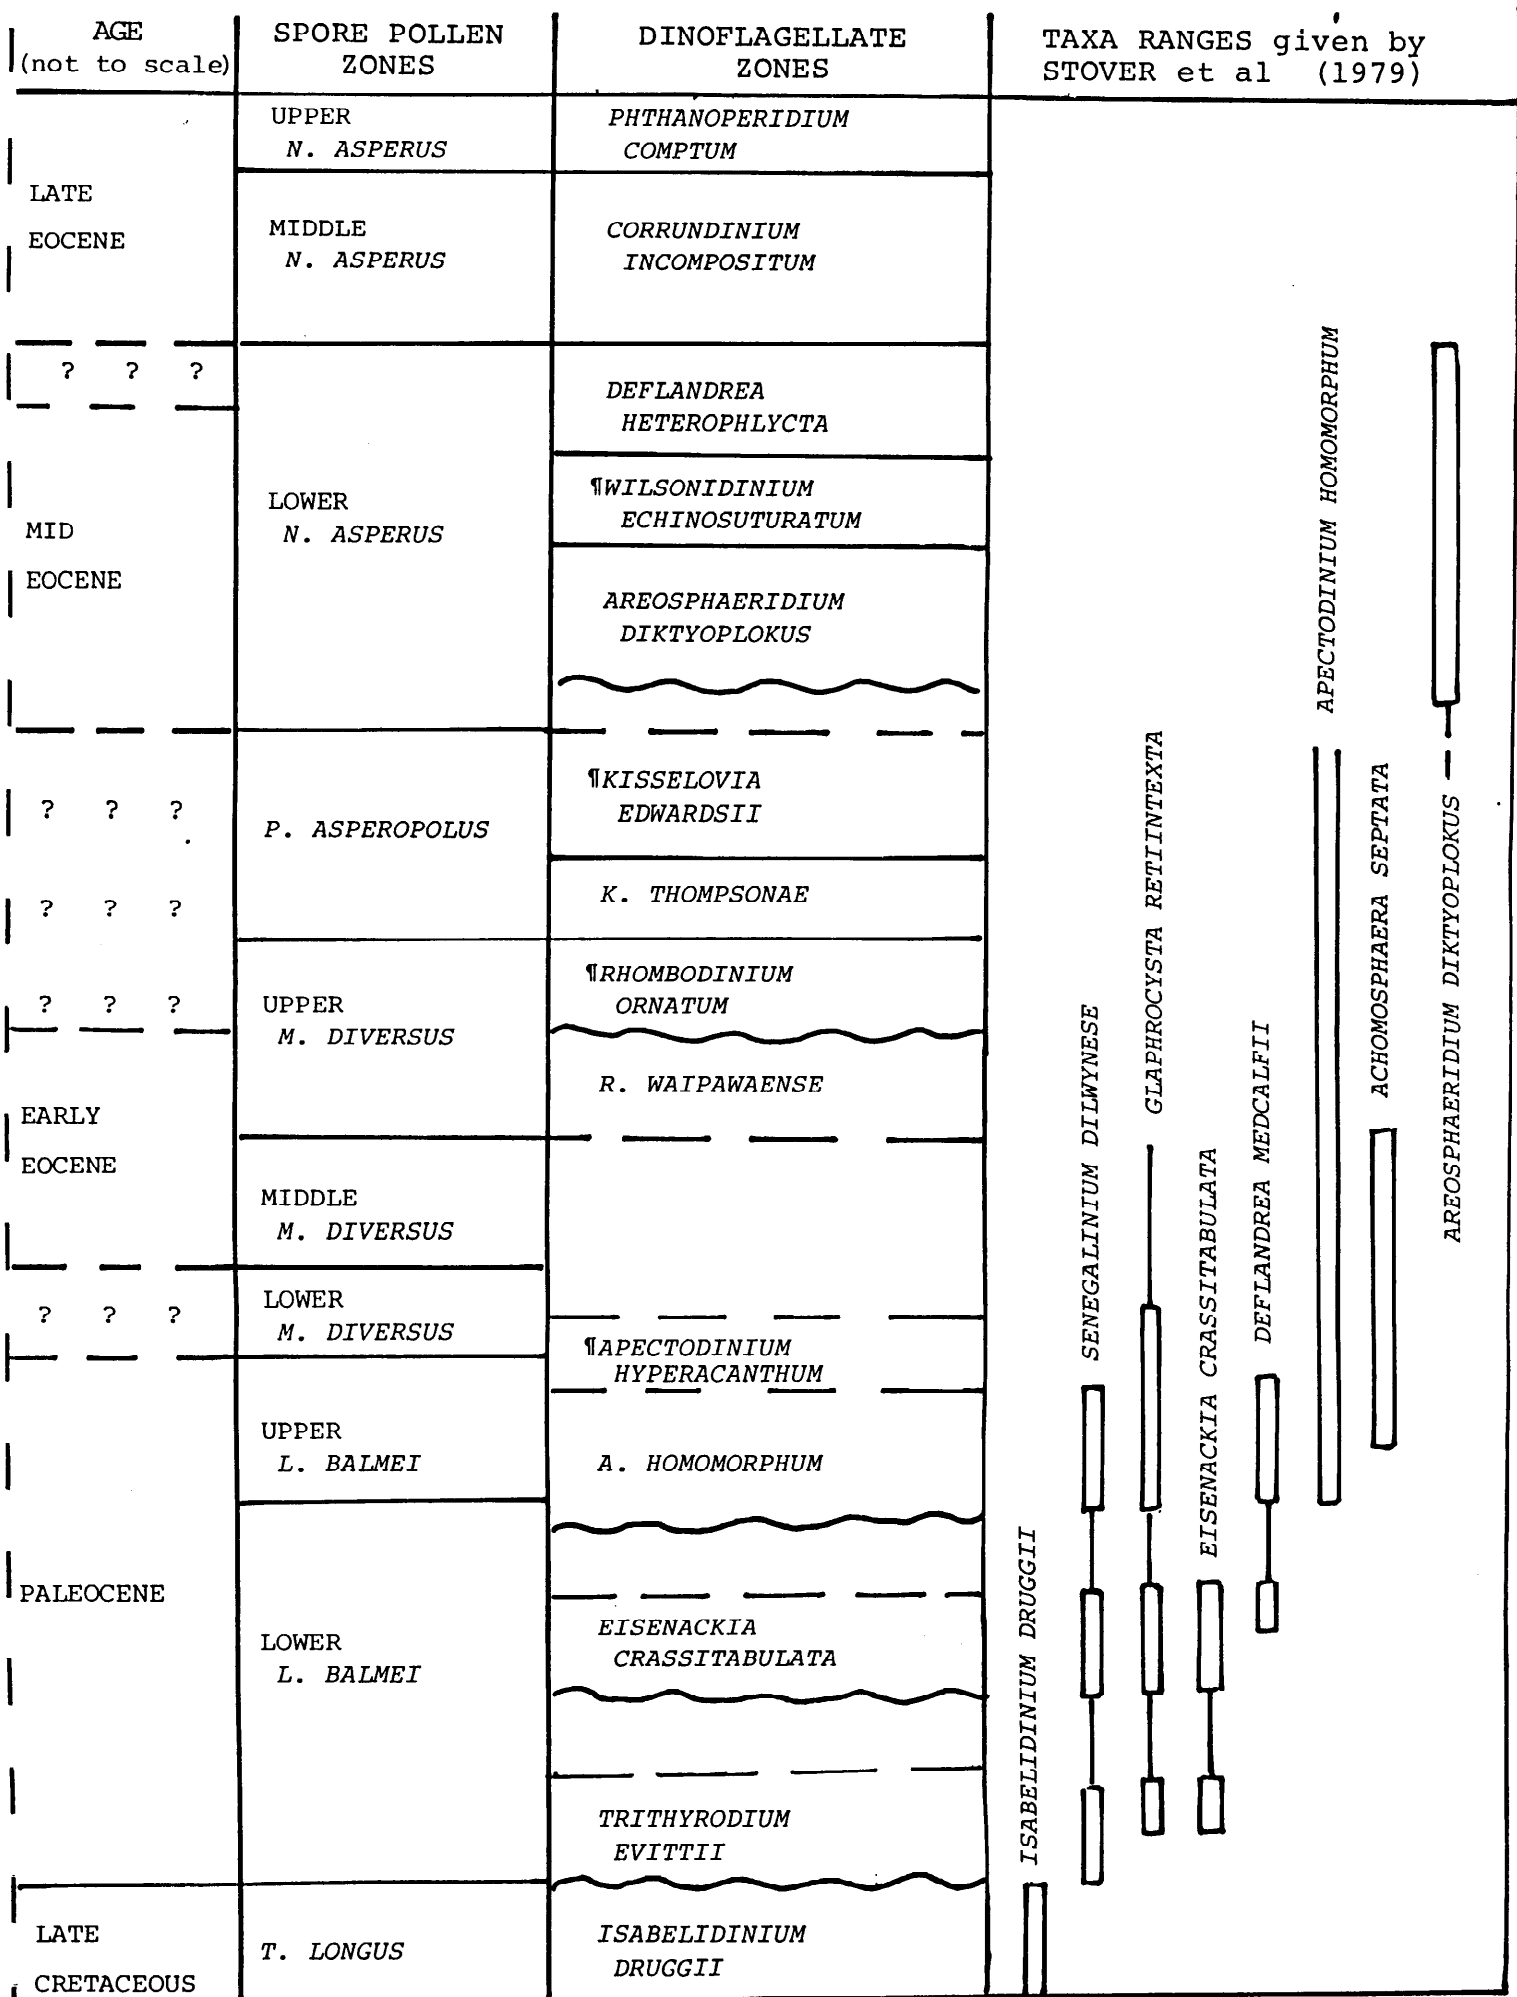 AGE
(not to scale)
SPORE POLLEN
ZONES
DINOFLAGELLATE
ZONES
TAXA RANGES given by
STOVER et al (1979)
LATE
EOCENE
? ? ?
MID
EOCENE
? ? ?
? ? ?
? ? ?
EARLY
EOCENE
? ? ?
PALEOCENE
LATE
CRETACEOUS
UPPER
N. ASPERUS
MIDDLE
N. ASPERUS
LOWER
N. ASPERUS
P. ASPEROPOLUS
UPPER
M. DIVERSUS
MIDDLE
M. DIVERSUS
LOWER
M. DIVERSUS
UPPER
L. BALMEI
LOWER
L. BALMEI
T. LONGUS
PHTHANOPERIDIUM
COMPTUM
CORRUNDINIUM
INCOMPOSITUM
DEFLANDREA
HETEROPHLYCTA
¶WILSONIDINIUM
ECHINOSUTURATUM
AREOSPHAERIDIUM
DIKTYOPLOKUS
¶KISSELOVIA
EDWARDSII
K. THOMPSONAE
¶RHOMBODINIUM
ORNATUM
R. WAIPAWAENSE
¶APECTODINIUM
HYPERACANTHUM
A. HOMOMORPHUM
EISENACKIA
CRASSITABULATA
TRITHYRODIUM
EVITTII
ISABELIDINIUM
DRUGGII
ISABELIDINIUM DRUGGII
SENEGALINIUM DILWYNESE
GLAPHROCYSTA RETIINTEXTA
EISENACKIA CRASSITABULATA
DEFLANDREA MEDCALFII
APECTODINIUM HOMOMORPHUM
ACHOMOSPHAERA SEPTATA
AREOSPHAERIDIUM DIKTYOPLOKUS